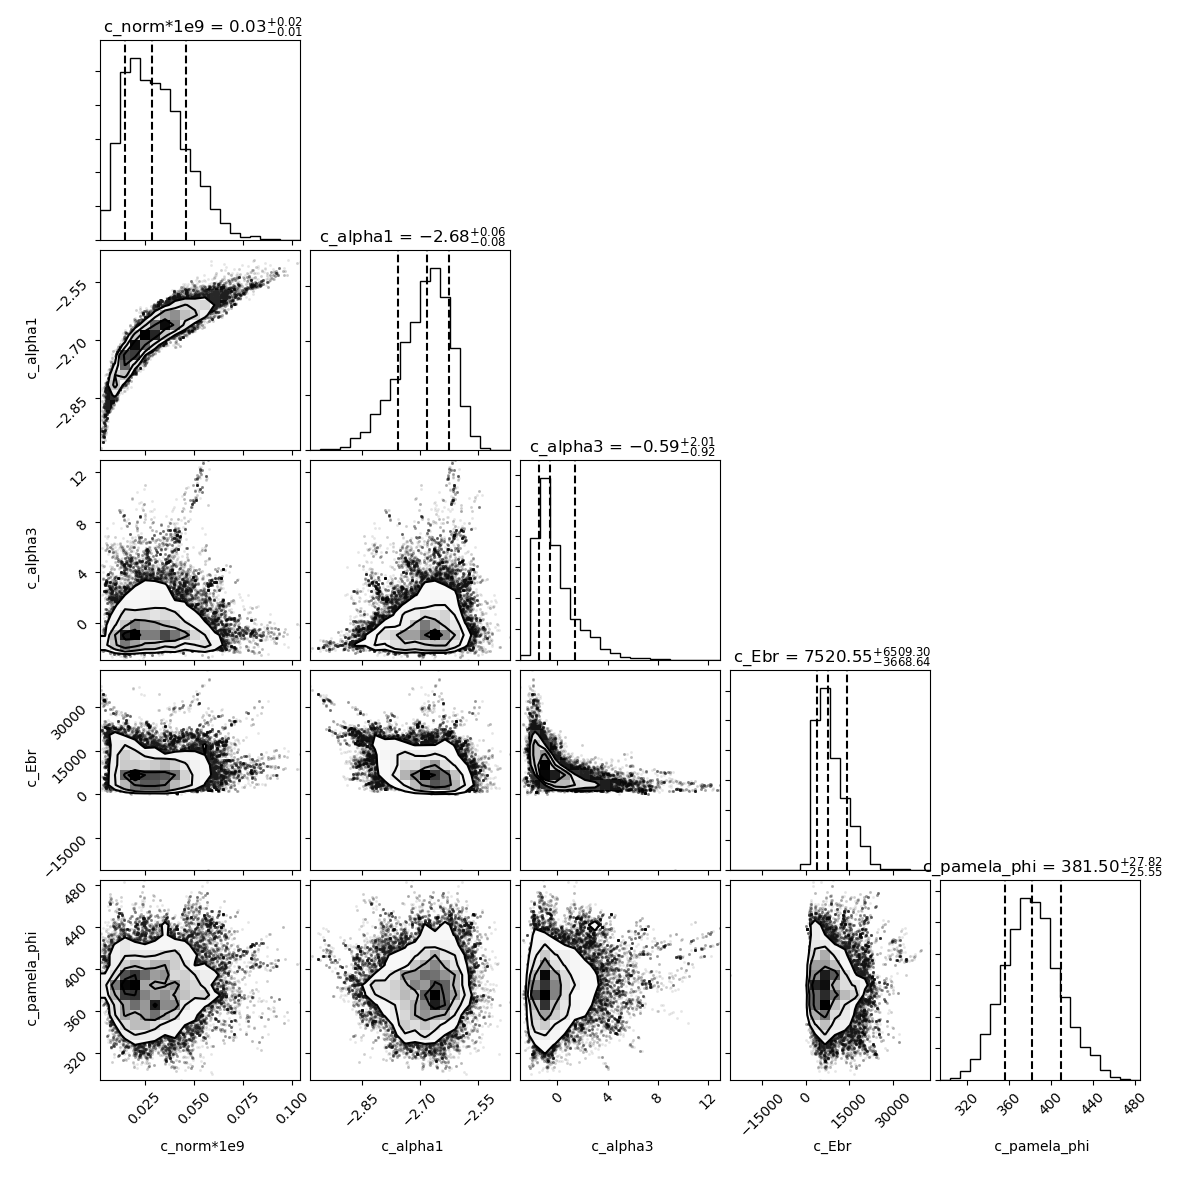 c_norm*1e9 = 0.03+0.02−0.01
c_alpha1 = −2.68+0.06−0.08
−2.55
−2.70
−2.85
c_alpha1
c_alpha3 = −0.59+2.01−0.92
12
8
4
0
c_alpha3
c_Ebr = 7520.55+6509.30−3668.64
30000
15000
0
−15000
c_Ebr
c_pamela_phi = 381.50+27.82−25.55
480
440
400
360
320
c_pamela_phi
0.025 0.050 0.075 0.100
−2.85 −2.70 −2.55
0 4 8 12
−15000 0 15000 30000
320 360 400 440 480
c_norm*1e9 c_alpha1 c_alpha3 c_Ebr c_pamela_phi